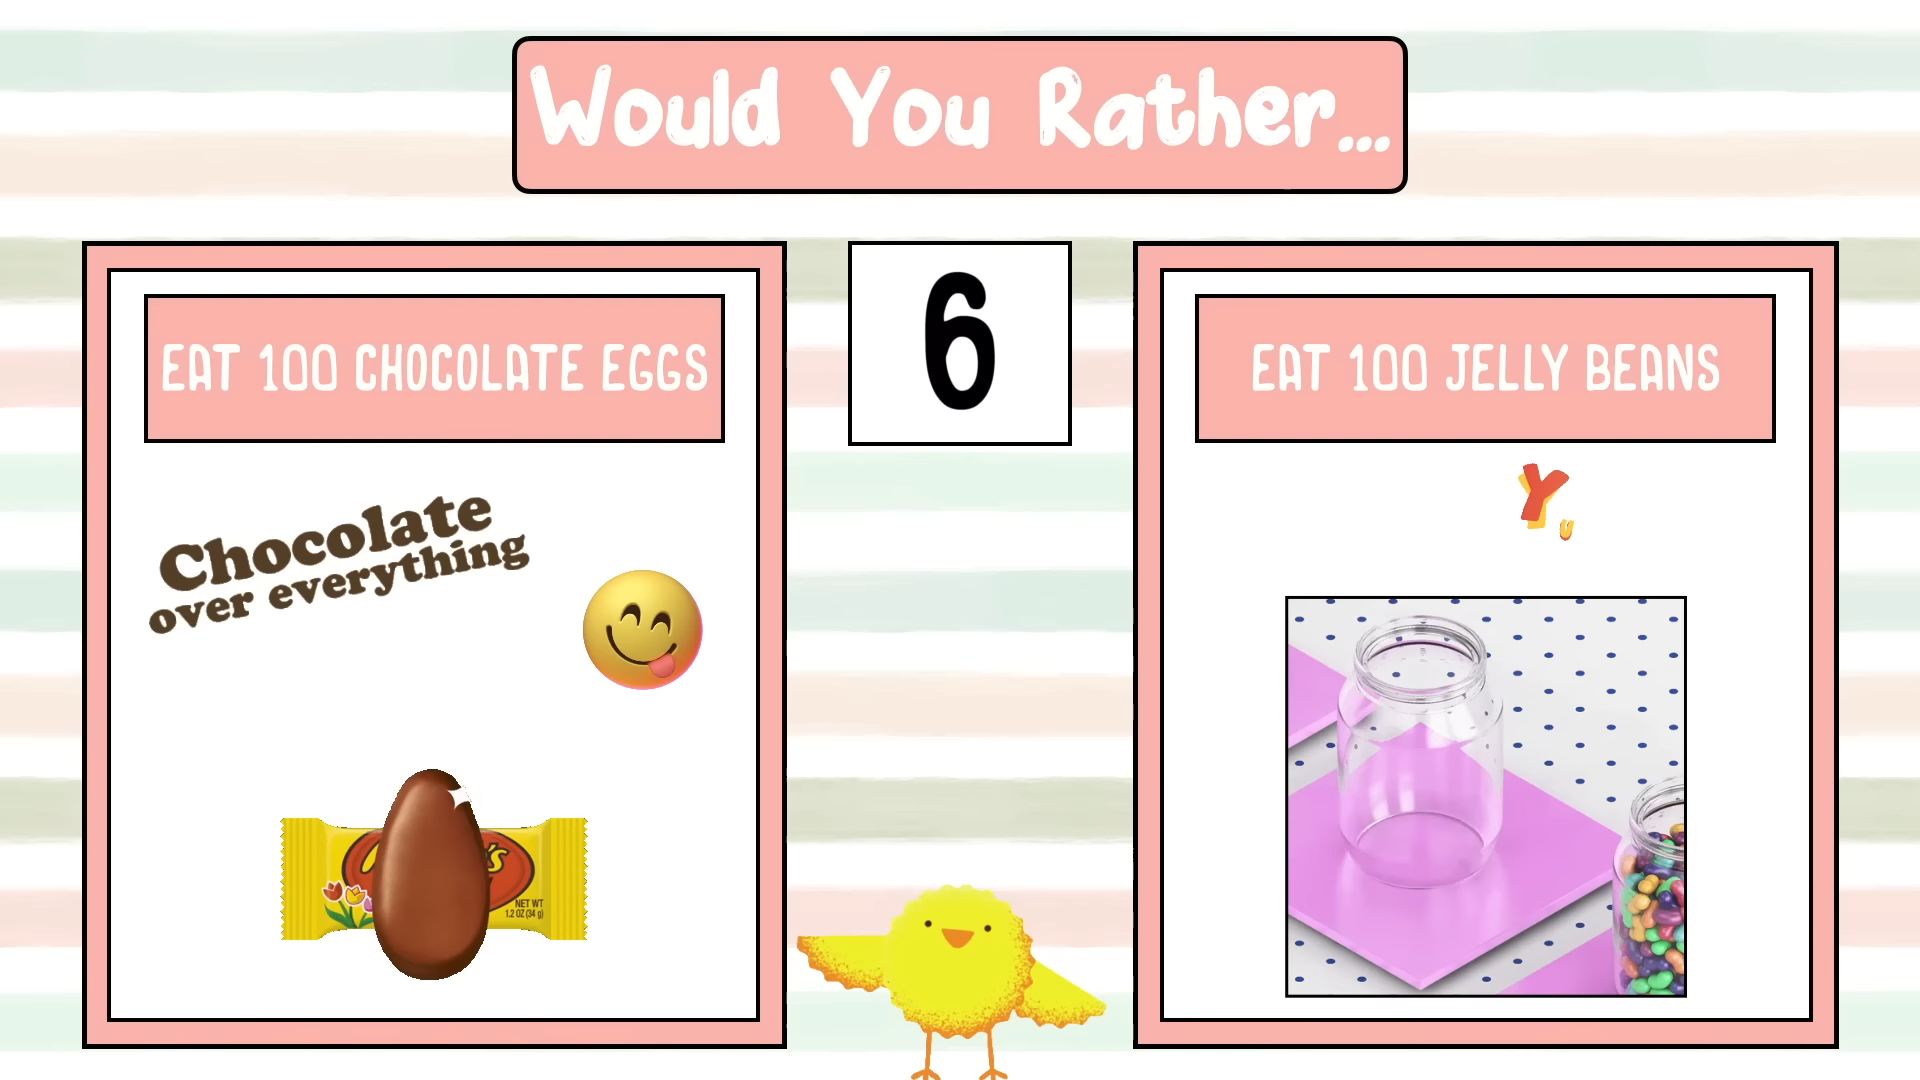 Would You Rather...
EAT 100 CHOCOLATE EGGS
6
EAT 100 JELLY BEANS
Chocolate
over everything
Yu
NET WT
1.2 OZ (34 g)